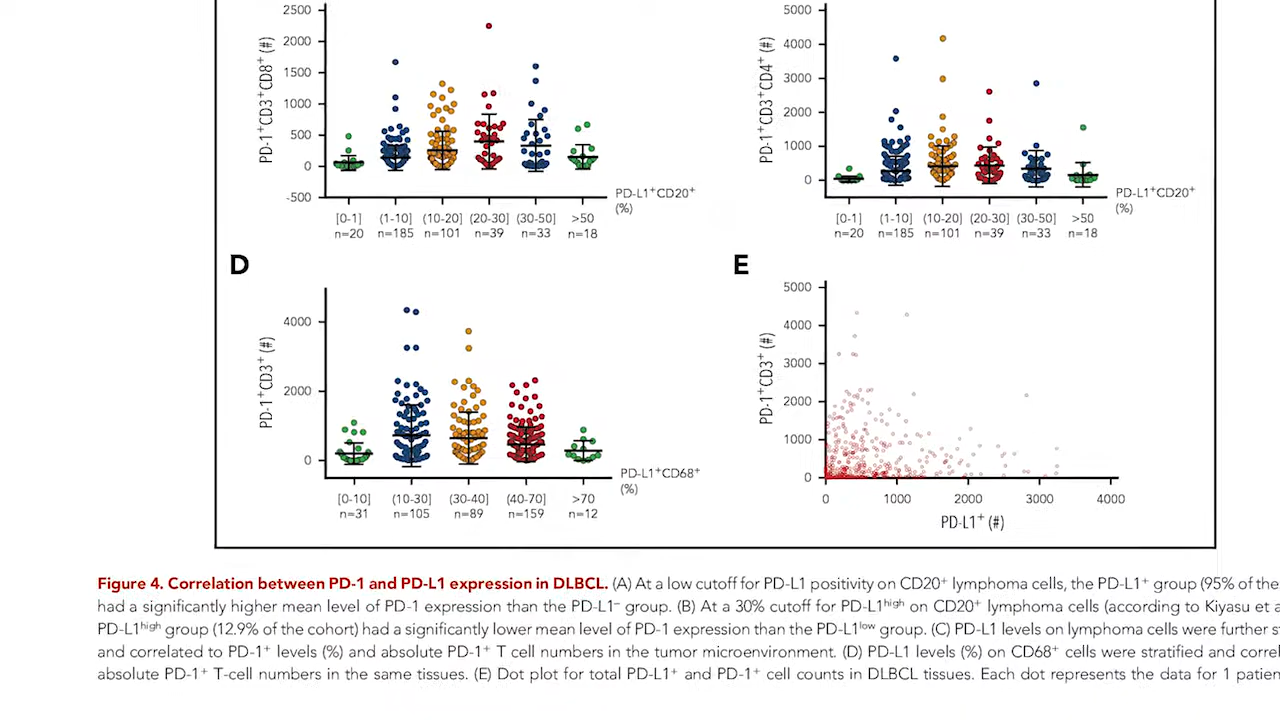 2500
2000
1500
1000
500
0
-500
PD-1⁺CD3⁺CD8⁺ (#)
[0-1] (1-10] (10-20] (20-30] (30-50] >50
n=20 n=185 n=101 n=39 n=33 n=18
PD-L1⁺CD20⁺
(%)
5000
4000
3000
2000
1000
0
PD-1⁺CD3⁺CD4⁺ (#)
[0-1] (1-10] (10-20] (20-30] (30-50] >50
n=20 n=185 n=101 n=39 n=33 n=18
PD-L1⁺CD20⁺
(%)
D
4000
2000
0
PD-1⁺CD3⁺ (#)
[0-10] (10-30] (30-40] (40-70] >70
n=31 n=105 n=89 n=159 n=12
PD-L1⁺CD68⁺
(%)
E
5000
4000
3000
2000
1000
0
PD-1⁺CD3⁺ (#)
0 1000 2000 3000 4000
PD-L1⁺ (#)
Figure 4. Correlation between PD-1 and PD-L1 expression in DLBCL. (A) At a low cutoff for PD-L1 positivity on CD20⁺ lymphoma cells, the PD-L1⁺ group (95% of the
had a significantly higher mean level of PD-1 expression than the PD-L1⁻ group. (B) At a 30% cutoff for PD-L1ʰⁱᵍʰ on CD20⁺ lymphoma cells (according to Kiyasu et a
PD-L1ʰⁱᵍʰ group (12.9% of the cohort) had a significantly lower mean level of PD-1 expression than the PD-L1ˡᵒʷ group. (C) PD-L1 levels on lymphoma cells were further s
and correlated to PD-1⁺ levels (%) and absolute PD-1⁺ T cell numbers in the tumor microenvironment. (D) PD-L1 levels (%) on CD68⁺ cells were stratified and correl
absolute PD-1⁺ T-cell numbers in the same tissues. (E) Dot plot for total PD-L1⁺ and PD-1⁺ cell counts in DLBCL tissues. Each dot represents the data for 1 patien